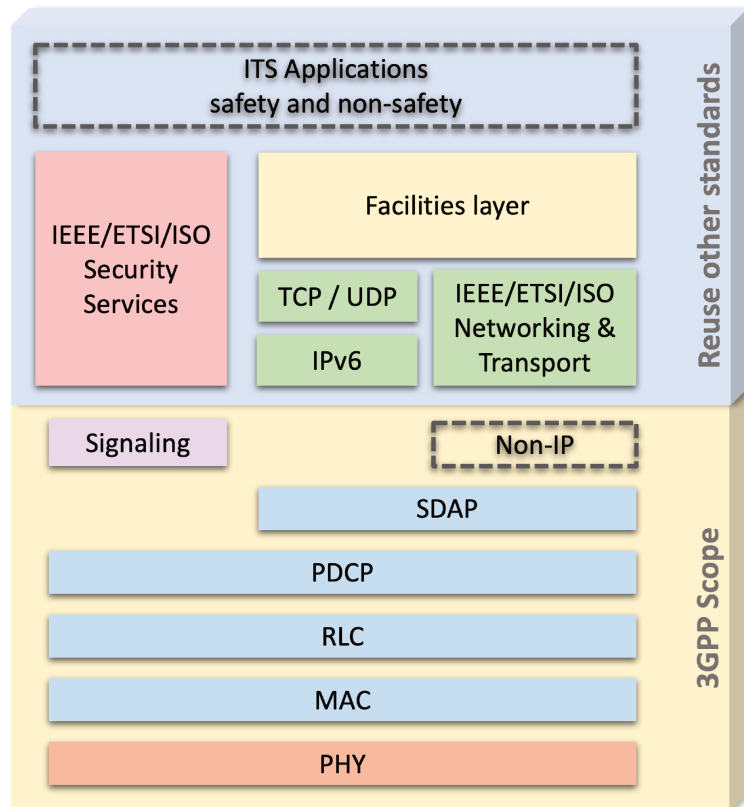 ITS Applications
safety and non-safety
Reuse other standards
IEEE/ETSI/ISO
Security
Services
Facilities layer
TCP / UDP
IPv6
IEEE/ETSI/ISO
Networking &
Transport
Signaling
Non-IP
SDAP
PDCP
RLC
MAC
PHY
3GPP Scope